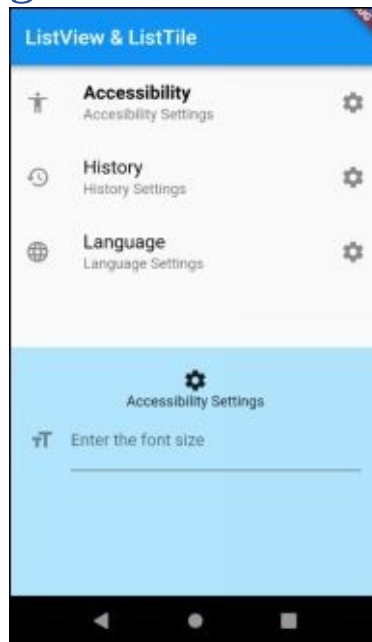 ListView & ListTile
Accessibility
Accesibility Settings
History
History Settings
Language
Language Settings
Accessibility Settings
Enter the font size